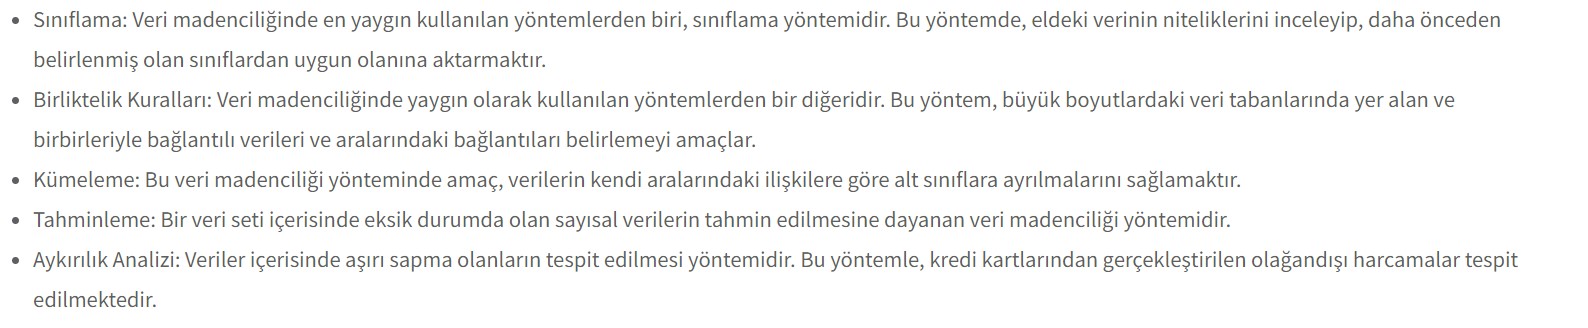 • Sınıflama: Veri madenciliğinde en yaygın kullanılan yöntemlerden biri, sınıflama yöntemidir. Bu yöntemde, eldeki verinin niteliklerini inceleyip, daha önceden
belirlenmiş olan sınıflardan uygun olanına aktarmaktır.
• Birliktelik Kuralları: Veri madenciliğinde yaygın olarak kullanılan yöntemlerden bir diğeridir. Bu yöntem, büyük boyutlardaki veri tabanlarında yer alan ve
birbirleriyle bağlantılı verileri ve aralarındaki bağlantıları belirlemeyi amaçlar.
• Kümeleme: Bu veri madenciliği yönteminde amaç, verilerin kendi aralarındaki ilişkilere göre alt sınıflara ayrılmalarını sağlamaktır.
• Tahminleme: Bir veri seti içerisinde eksik durumda olan sayısal verilerin tahmin edilmesine dayanan veri madenciliği yöntemidir.
• Aykırılık Analizi: Veriler içerisinde aşırı sapma olanların tespit edilmesi yöntemidir. Bu yöntemle, kredi kartlarından gerçekleştirilen olağandışı harcamalar tespit
edilmektedir.